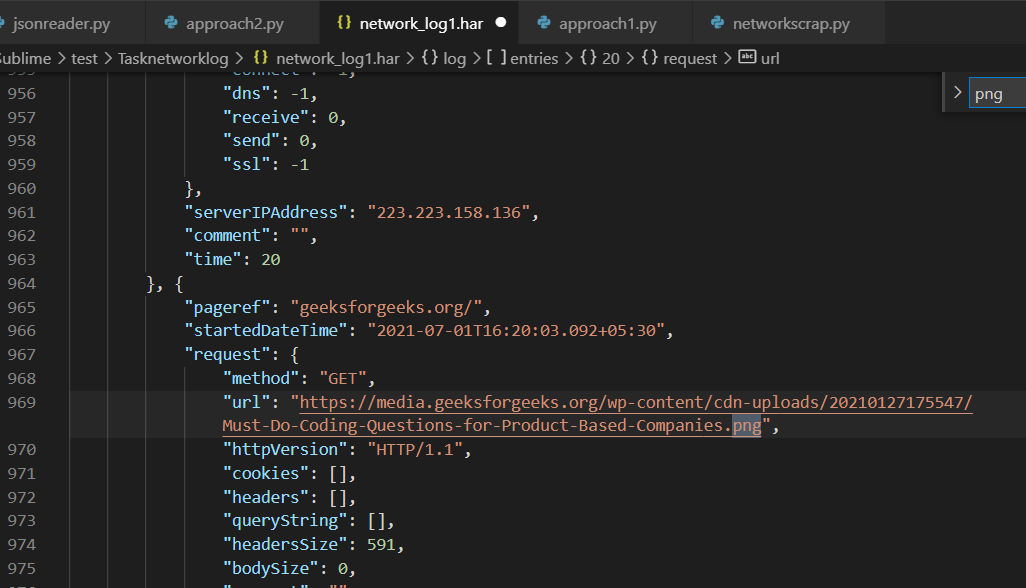 jsonreader.py approach2.py {} network_log1.har approach1.py networkscrap.py
Sublime > test > Tasknetworklog > {} network_log1.har > {} log > [ ] entries > {} 20 > {} request > abc url
png
956 "dns": -1,
957 "receive": 0,
958 "send": 0,
959 "ssl": -1
960 },
961 "serverIPAddress": "223.223.158.136",
962 "comment": "",
963 "time": 20
964 }, {
965 "pageref": "geeksforgeeks.org/",
966 "startedDateTime": "2021-07-01T16:20:03.092+05:30",
967 "request": {
968 "method": "GET",
969 "url": "https://media.geeksforgeeks.org/wp-content/cdn-uploads/20210127175547/
Must-Do-Coding-Questions-for-Product-Based-Companies.png",
970 "httpVersion": "HTTP/1.1",
971 "cookies": [],
972 "headers": [],
973 "queryString": [],
974 "headersSize": 591,
975 "bodySize": 0,